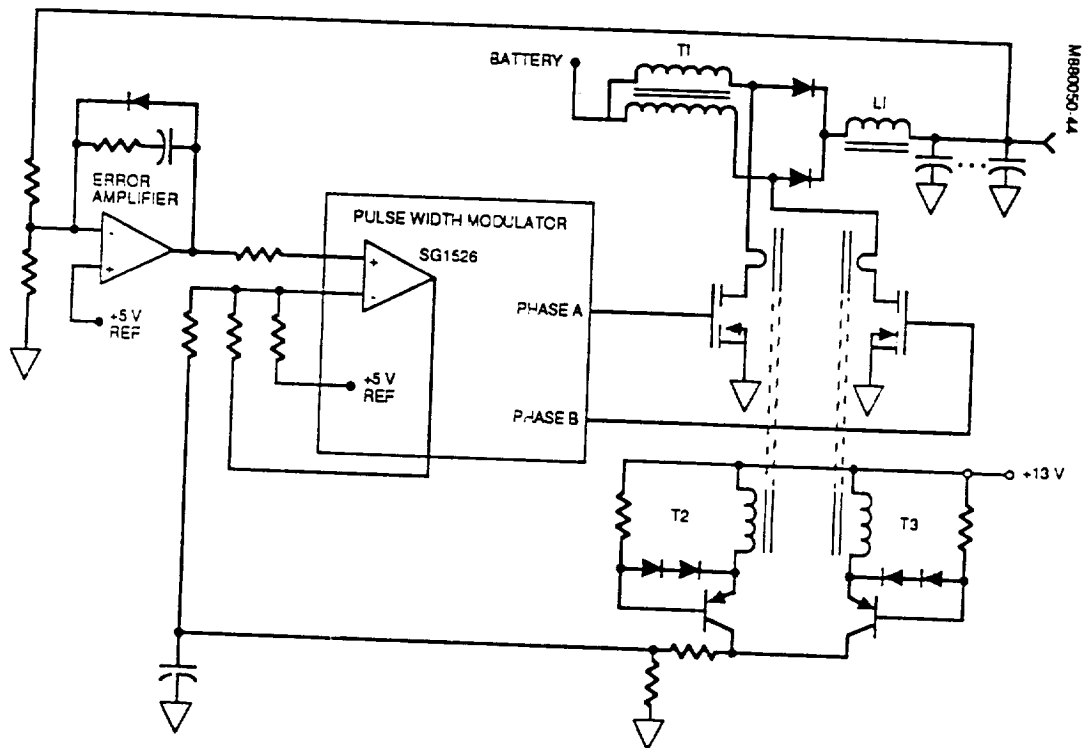 M880050-44
BATTERY
T1
L1
ERROR
AMPLIFIER
-
+
+5 V
REF
PULSE WIDTH MODULATOR
SG1526
+
-
+5 V
REF
PHASE A
PHASE B
+13 V
T2
T3